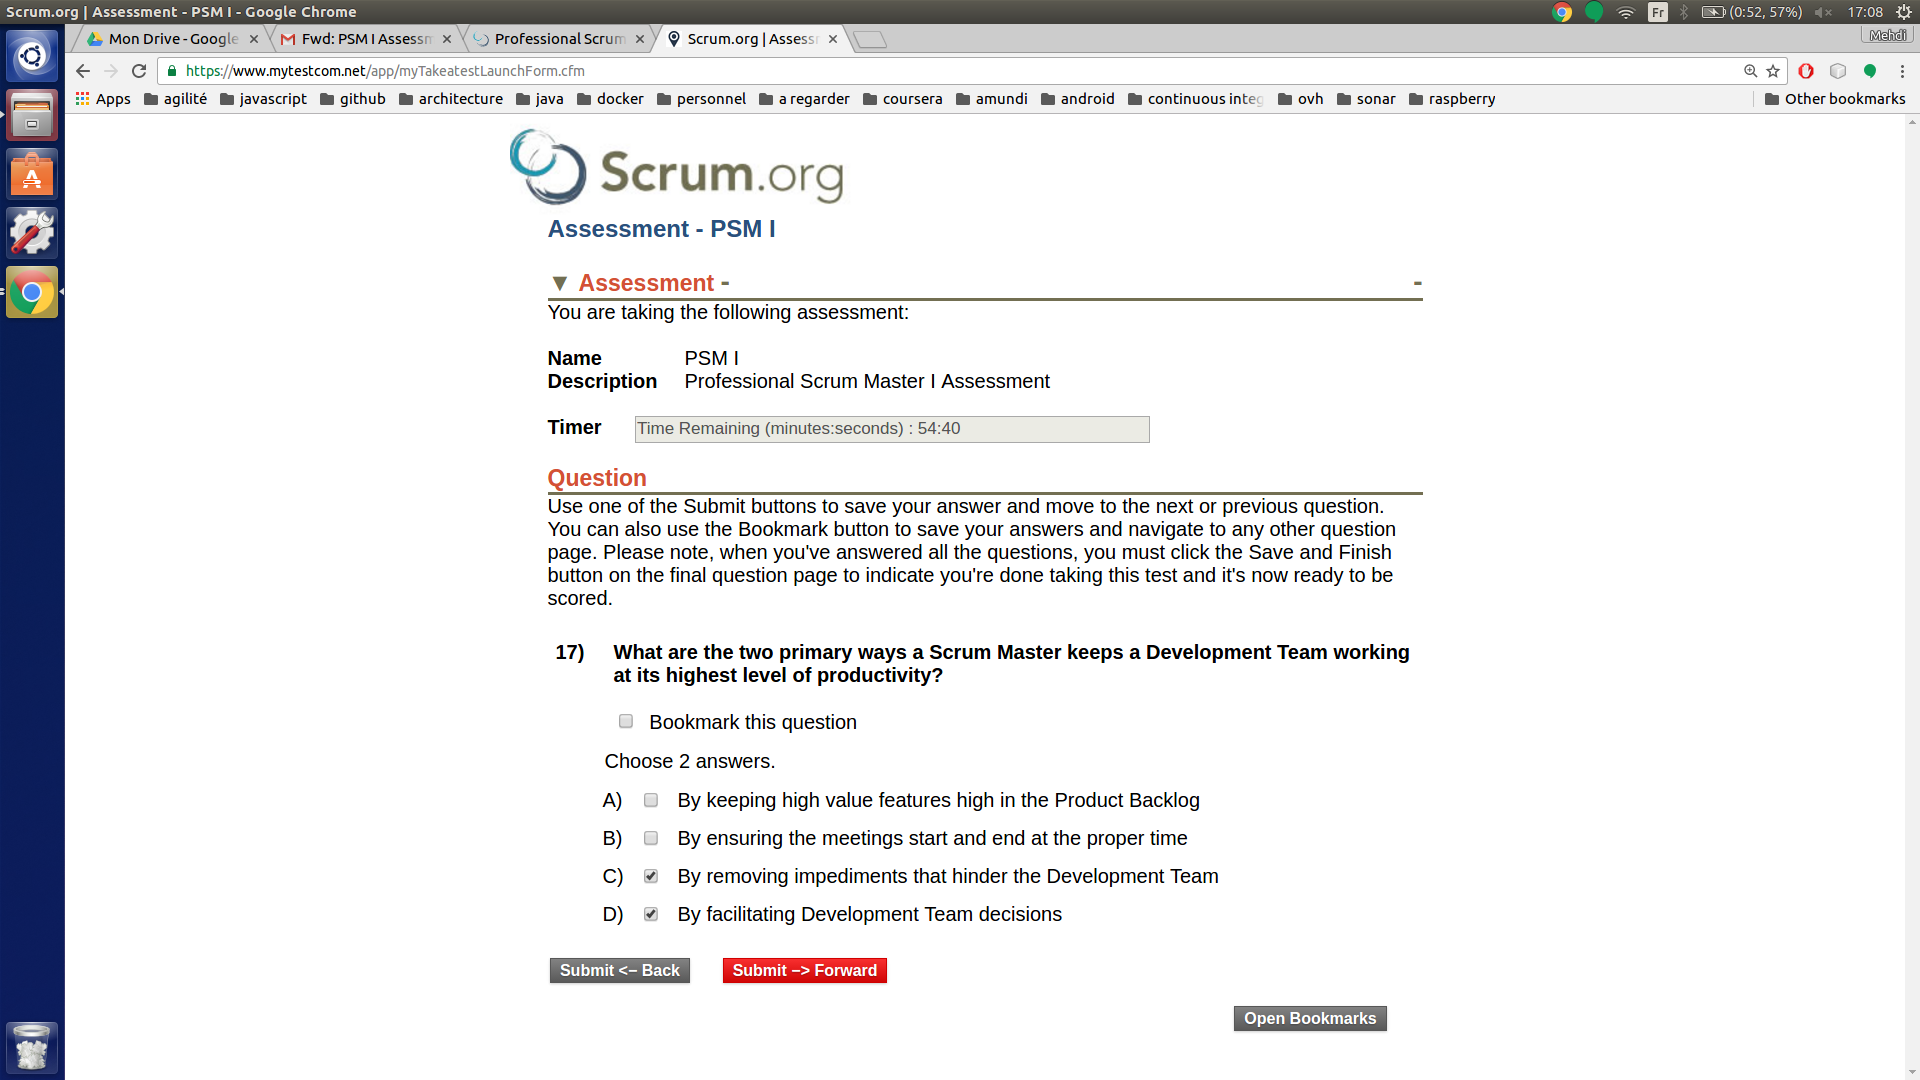 Scrum.org | Assessment - PSM I - Google Chrome
Fr
(0:52, 57%)
17:08
Mon Drive - Google
Fwd: PSM I Assessm
Professional Scrum
Scrum.org | Assessm
Mehdi
https://www.mytestcom.net/app/myTakeatestLaunchForm.cfm
Apps
agilité
javascript
github
architecture
java
docker
personnel
a regarder
coursera
amundi
android
continuous integ
ovh
sonar
raspberry
Other bookmarks
Scrum.org
Assessment - PSM I
▼ Assessment - -
You are taking the following assessment:
Name PSM I
Description Professional Scrum Master I Assessment
Timer Time Remaining (minutes:seconds) : 54:40
Question
Use one of the Submit buttons to save your answer and move to the next or previous question.
You can also use the Bookmark button to save your answers and navigate to any other question
page. Please note, when you've answered all the questions, you must click the Save and Finish
button on the final question page to indicate you're done taking this test and it's now ready to be
scored.
17) What are the two primary ways a Scrum Master keeps a Development Team working
at its highest level of productivity?
Bookmark this question
Choose 2 answers.
A) By keeping high value features high in the Product Backlog
B) By ensuring the meetings start and end at the proper time
C) By removing impediments that hinder the Development Team
D) By facilitating Development Team decisions
Submit <– Back
Submit –> Forward
Open Bookmarks